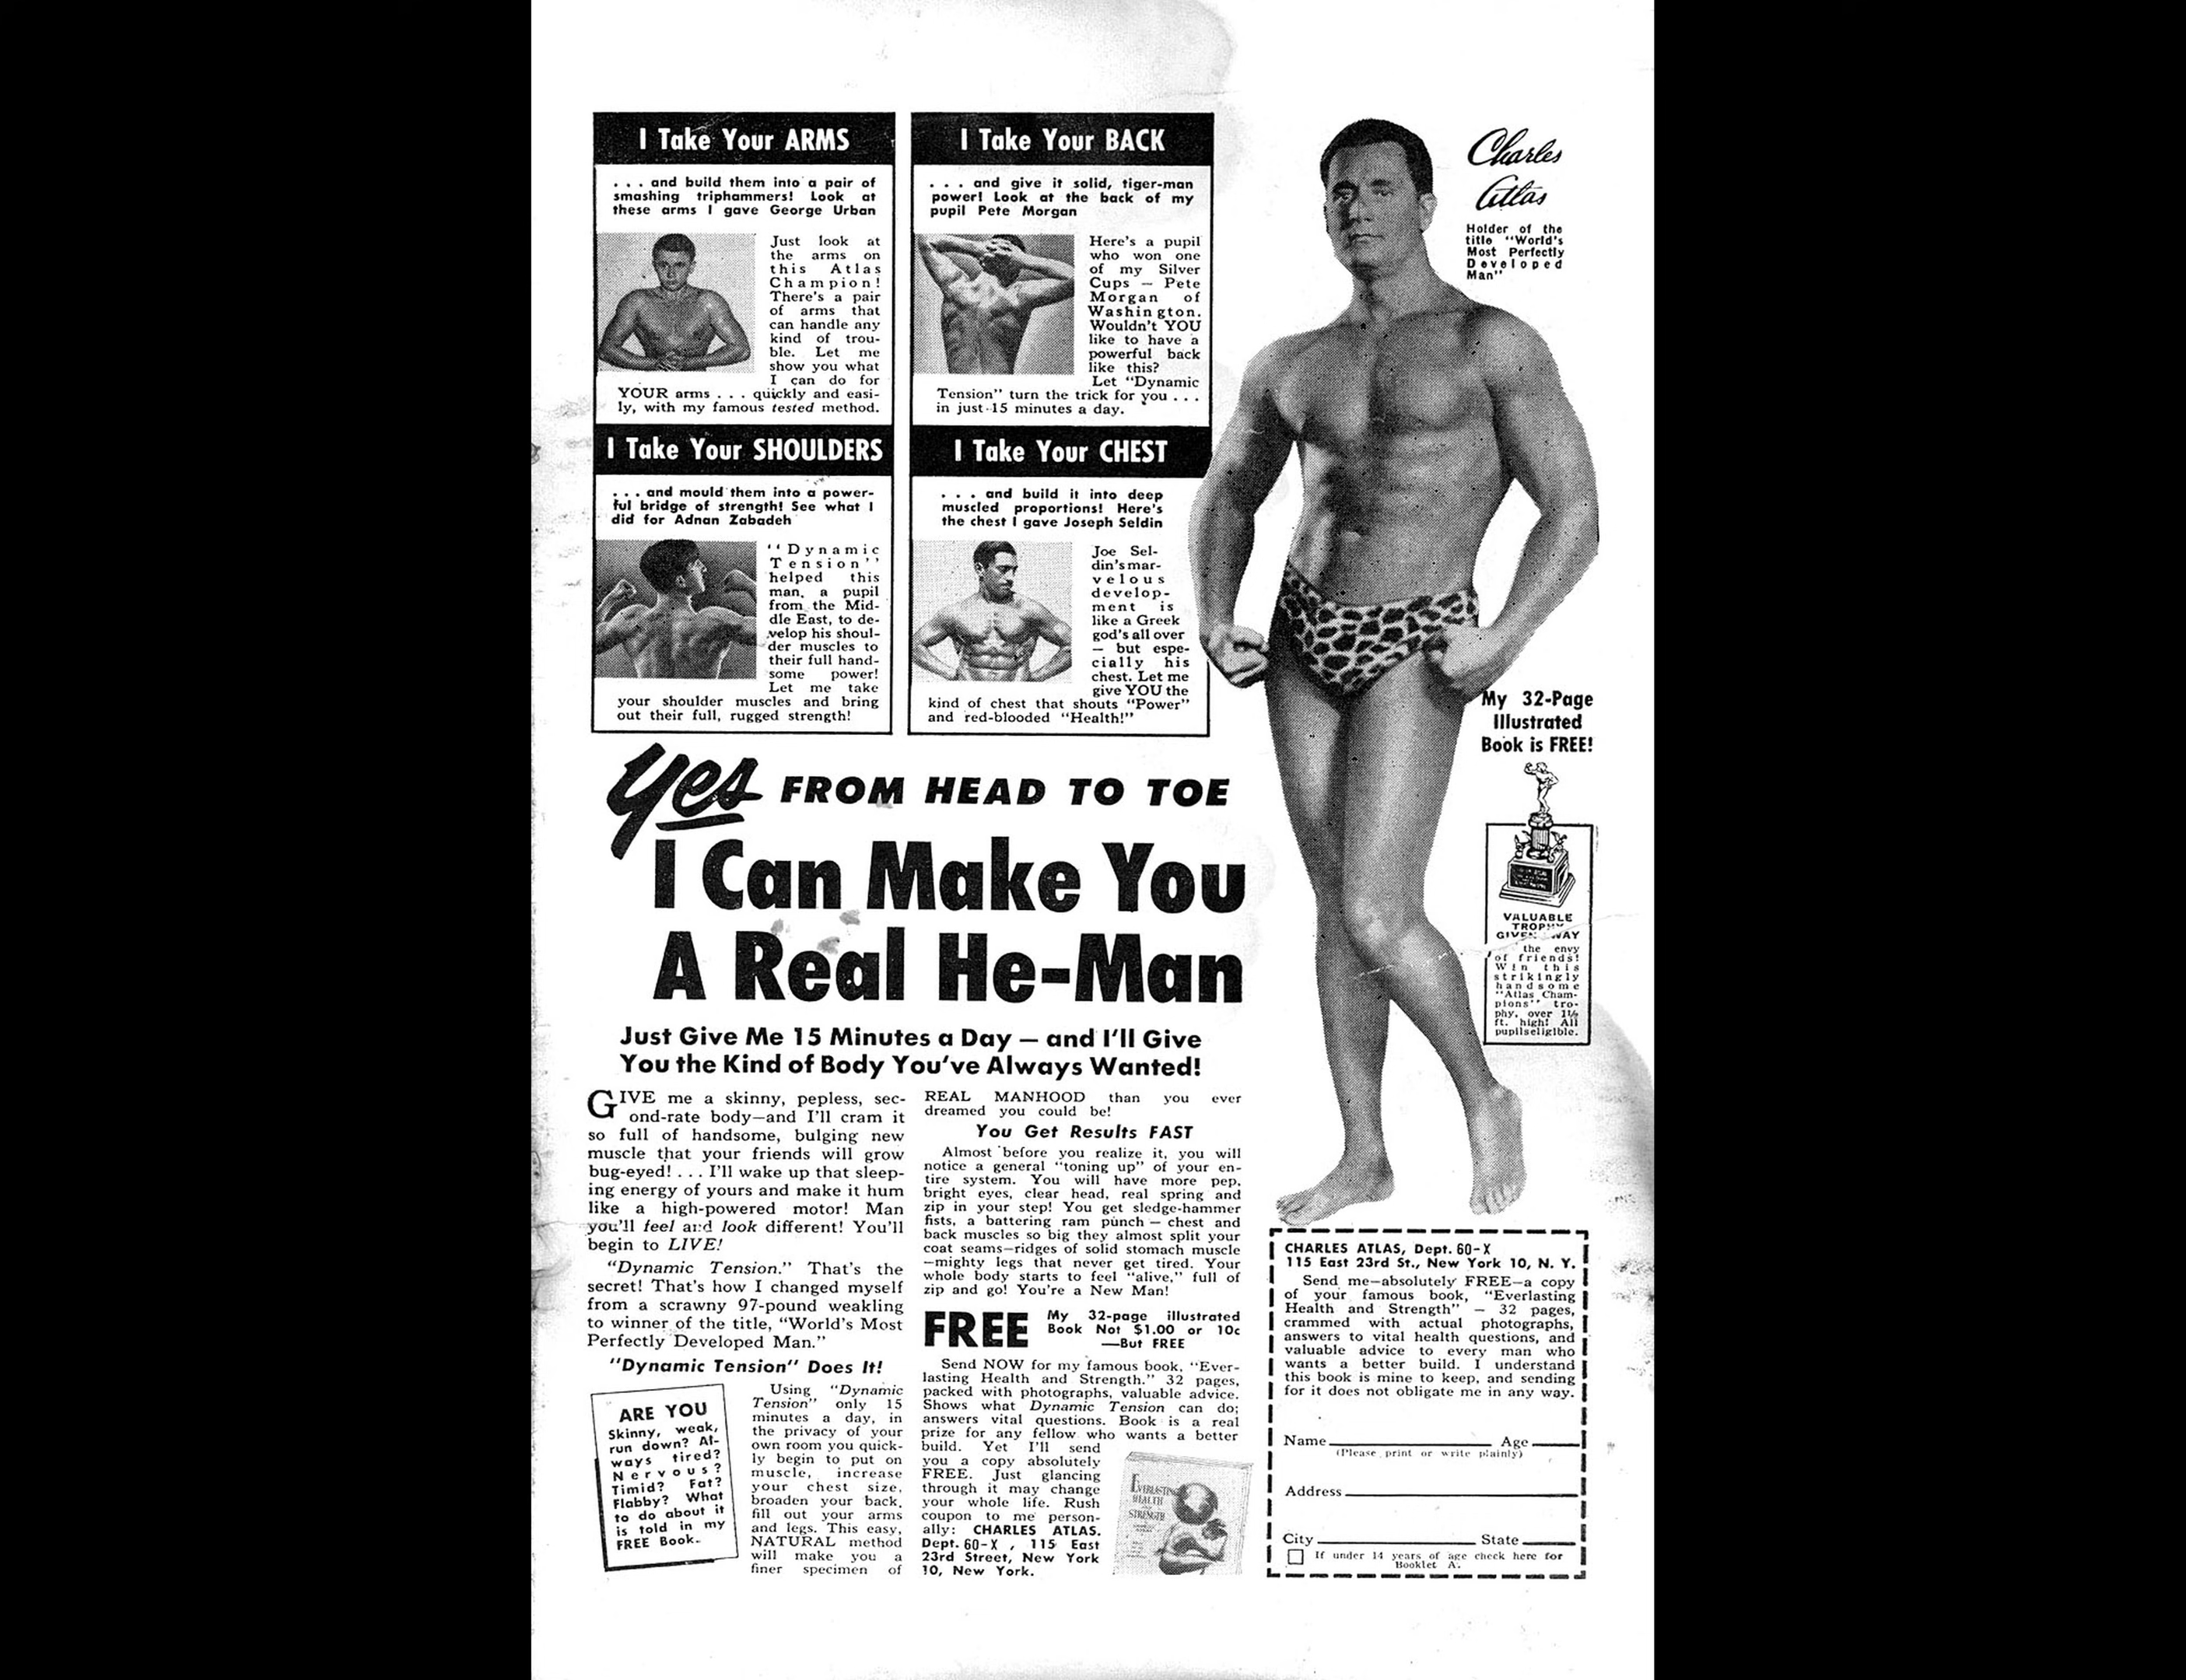 I Take Your ARMS
. . . and build them into a pair of
smashing triphammers! Look at
these arms I gave George Urban
Just look at
the arms on
this Atlas
Champion!
There's a pair
of arms that
can handle any
kind of trou-
ble. Let me
show you what
I can do for
YOUR arms . . . quickly and easi-
ly, with my famous tested method.
I Take Your BACK
. . . and give it solid, tiger-man
power! Look at the back of my
pupil Pete Morgan
Here's a pupil
who won one
of my Silver
Cups — Pete
Morgan of
Washington.
Wouldn't YOU
like to have a
powerful back
like this?
Let "Dynamic
Tension" turn the trick for you . . .
in just 15 minutes a day.
I Take Your SHOULDERS
. . . and mould them into a power-
ful bridge of strength! See what I
did for Adnan Zabadeh
"Dynamic
Tension"
helped this
man, a pupil
from the Mid-
dle East, to de-
velop his shoul-
der muscles to
their full hand-
some power!
Let me take
your shoulder muscles and bring
out their full, rugged strength!
I Take Your CHEST
. . . and build it into deep
muscled proportions! Here's
the chest I gave Joseph Seldin
Joe Sel-
din's mar-
velous
develop-
ment is
like a Greek
god's all over
— but espe-
cially his
chest. Let me
give YOU the
kind of chest that shouts "Power"
and red-blooded "Health!"
Charles
Atlas
Holder of the
title "World's
Most Perfectly
Developed
Man"
My 32-Page
Illustrated
Book is FREE!
VALUABLE
TROPHY
GIVEN AWAY
the envy
of friends!
Win this
strikingly
handsome
"Atlas Cham-
pions" tro-
phy, over 1½
ft. high! All
pupils eligible.
Yes FROM HEAD TO TOE
I Can Make You
A Real He-Man
Just Give Me 15 Minutes a Day — and I'll Give
You the Kind of Body You've Always Wanted!
GIVE me a skinny, pepless, sec-
ond-rate body—and I'll cram it
so full of handsome, bulging new
muscle that your friends will grow
bug-eyed! . . . I'll wake up that sleep-
ing energy of yours and make it hum
like a high-powered motor! Man
you'll feel and look different! You'll
begin to LIVE!
"Dynamic Tension." That's the
secret! That's how I changed myself
from a scrawny 97-pound weakling
to winner of the title, "World's Most
Perfectly Developed Man."
"Dynamic Tension" Does It!
ARE YOU
Skinny, weak,
run down? Al-
ways tired?
Nervous?
Timid? Fat?
Flabby? What
to do about it
is told in my
FREE Book.
Using "Dynamic
Tension" only 15
minutes a day, in
the privacy of your
own room you quick-
ly begin to put on
muscle, increase
your chest size,
broaden your back,
fill out your arms
and legs. This easy,
NATURAL method
will make you a
finer specimen of
REAL MANHOOD than you ever
dreamed you could be!
You Get Results FAST
Almost before you realize it, you will
notice a general "toning up" of your en-
tire system. You will have more pep,
bright eyes, clear head, real spring and
zip in your step! You get sledge-hammer
fists, a battering ram punch — chest and
back muscles so big they almost split your
coat seams—ridges of solid stomach muscle
—mighty legs that never get tired. Your
whole body starts to feel "alive," full of
zip and go! You're a New Man!
FREE
My 32-page illustrated
Book Not $1.00 or 10c
—But FREE
Send NOW for my famous book, "Ever-
lasting Health and Strength." 32 pages,
packed with photographs, valuable advice.
Shows what Dynamic Tension can do;
answers vital questions. Book is a real
prize for any fellow who wants a better
build. Yet I'll send
you a copy absolutely
FREE. Just glancing
through it may change
your whole life. Rush
coupon to me person-
ally: CHARLES ATLAS.
Dept. 60-X , 115 East
23rd Street, New York
10, New York.
EVERLASTING
HEALTH
STRENGTH
CHARLES ATLAS, Dept. 60-X
115 East 23rd St., New York 10, N. Y.
Send me—absolutely FREE—a copy
of your famous book, "Everlasting
Health and Strength" — 32 pages,
crammed with actual photographs,
answers to vital health questions, and
valuable advice to every man who
wants a better build. I understand
this book is mine to keep, and sending
for it does not obligate me in any way.
Name Age
(Please print or write plainly)
Address
City State
If under 14 years of age check here for
Booklet A.